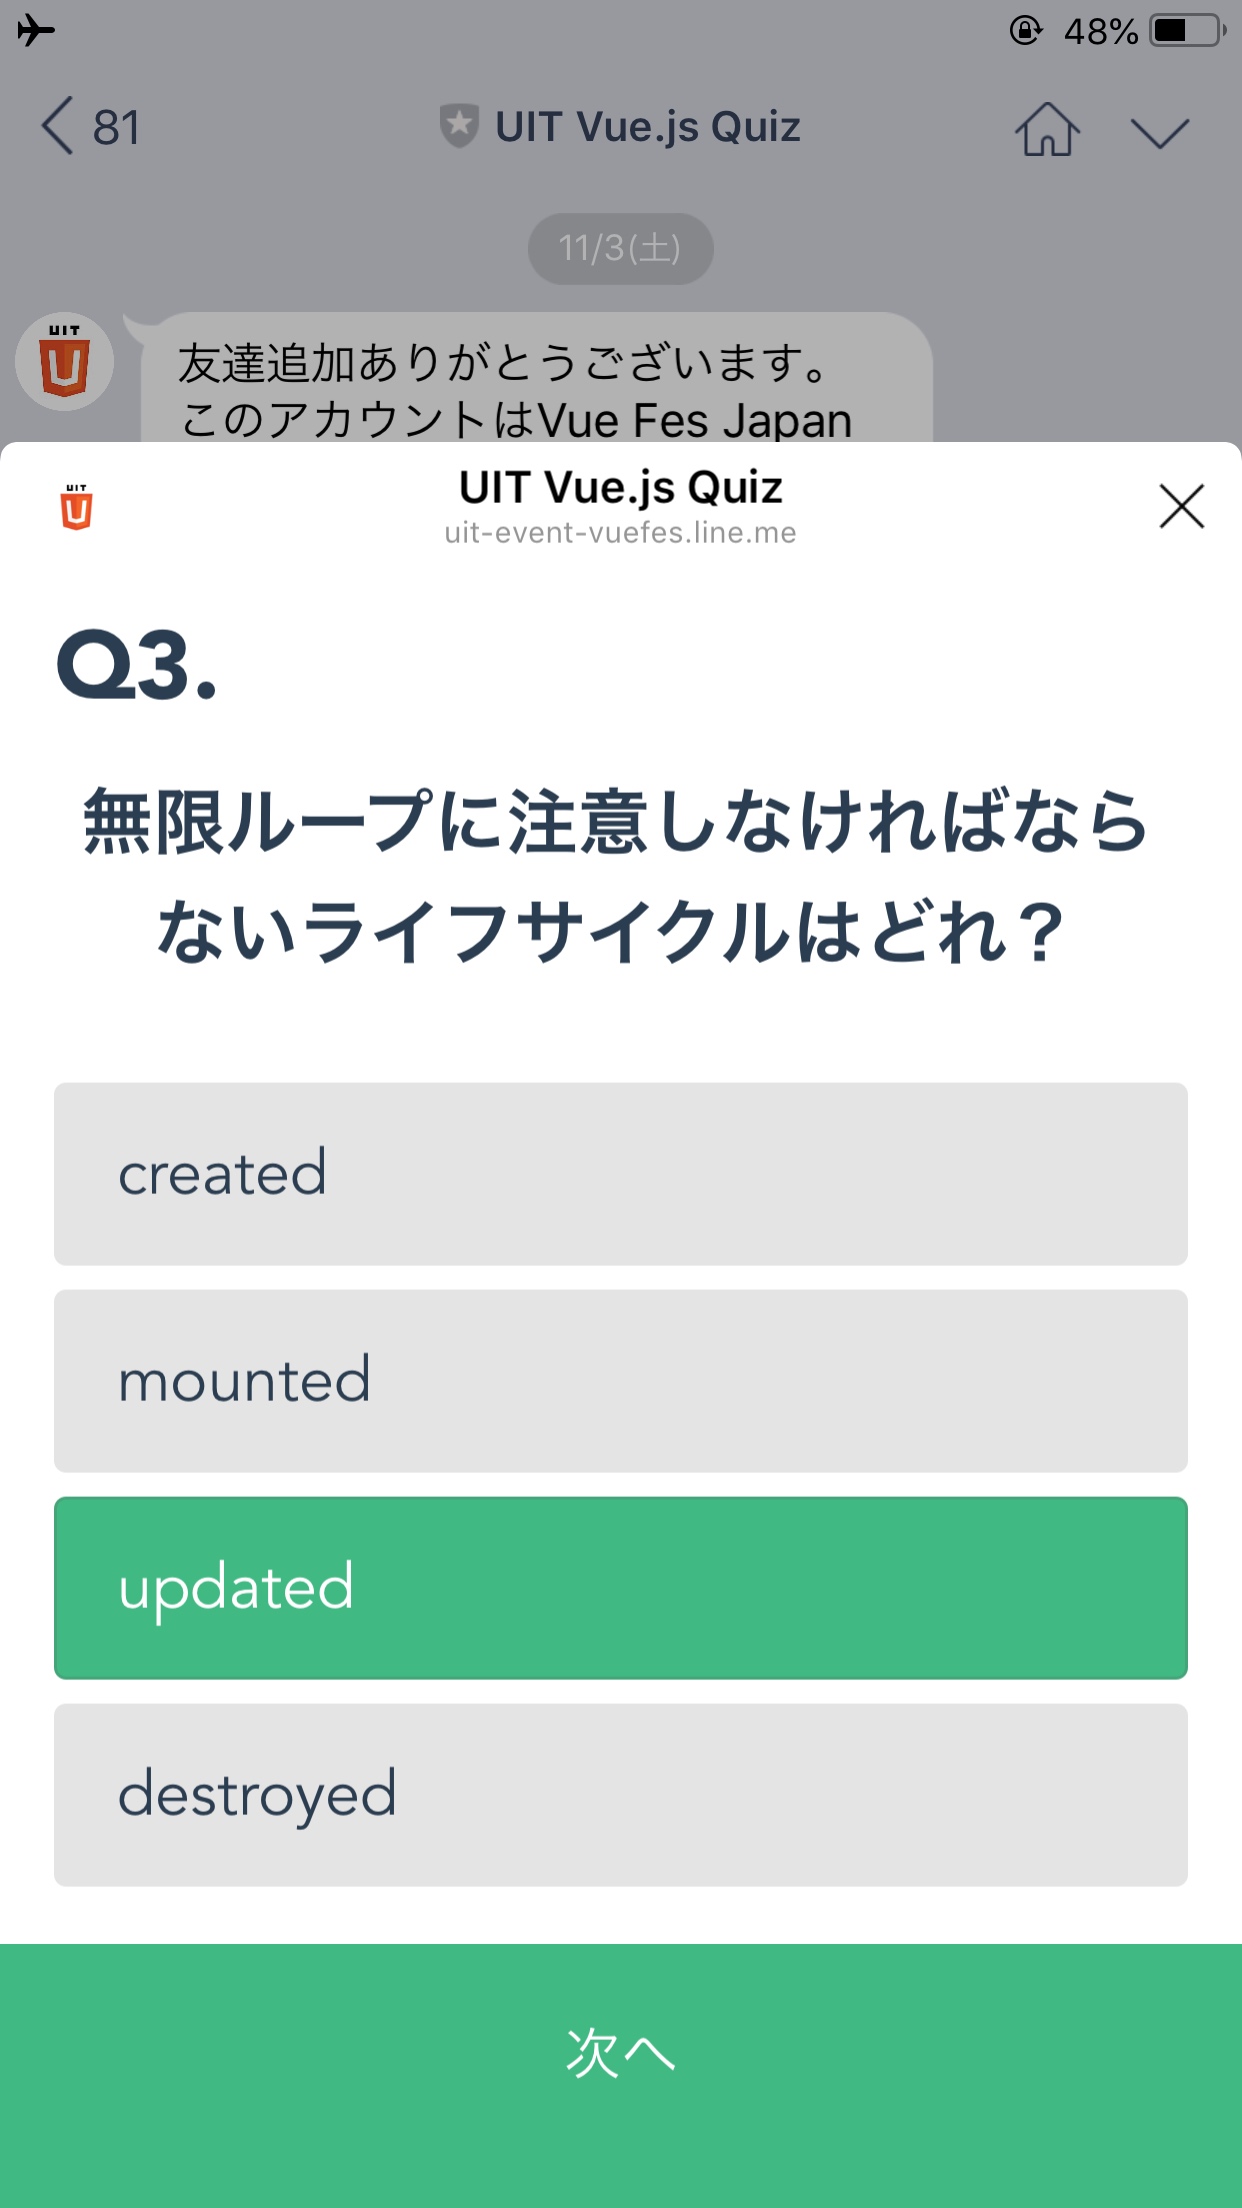 48%
81
UIT Vue.js Quiz
11/3(土)
UIT
友達追加ありがとうございます。
このアカウントはVue Fes Japan
UIT
UIT Vue.js Quiz
uit-event-vuefes.line.me
Q3.
無限ループに注意しなければなら
ないライフサイクルはどれ？
created
mounted
updated
destroyed
次へ